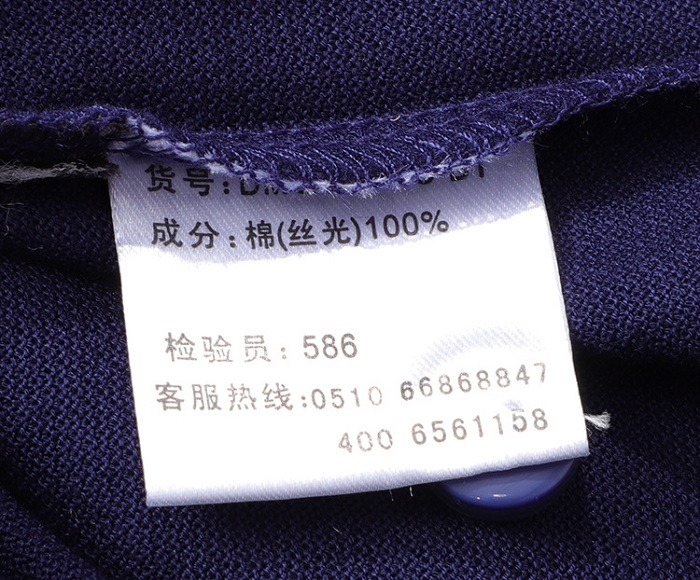 货号:
成分: 棉(丝光)100%
检验员: 586
客服热线:0510 66868847
400 6561158